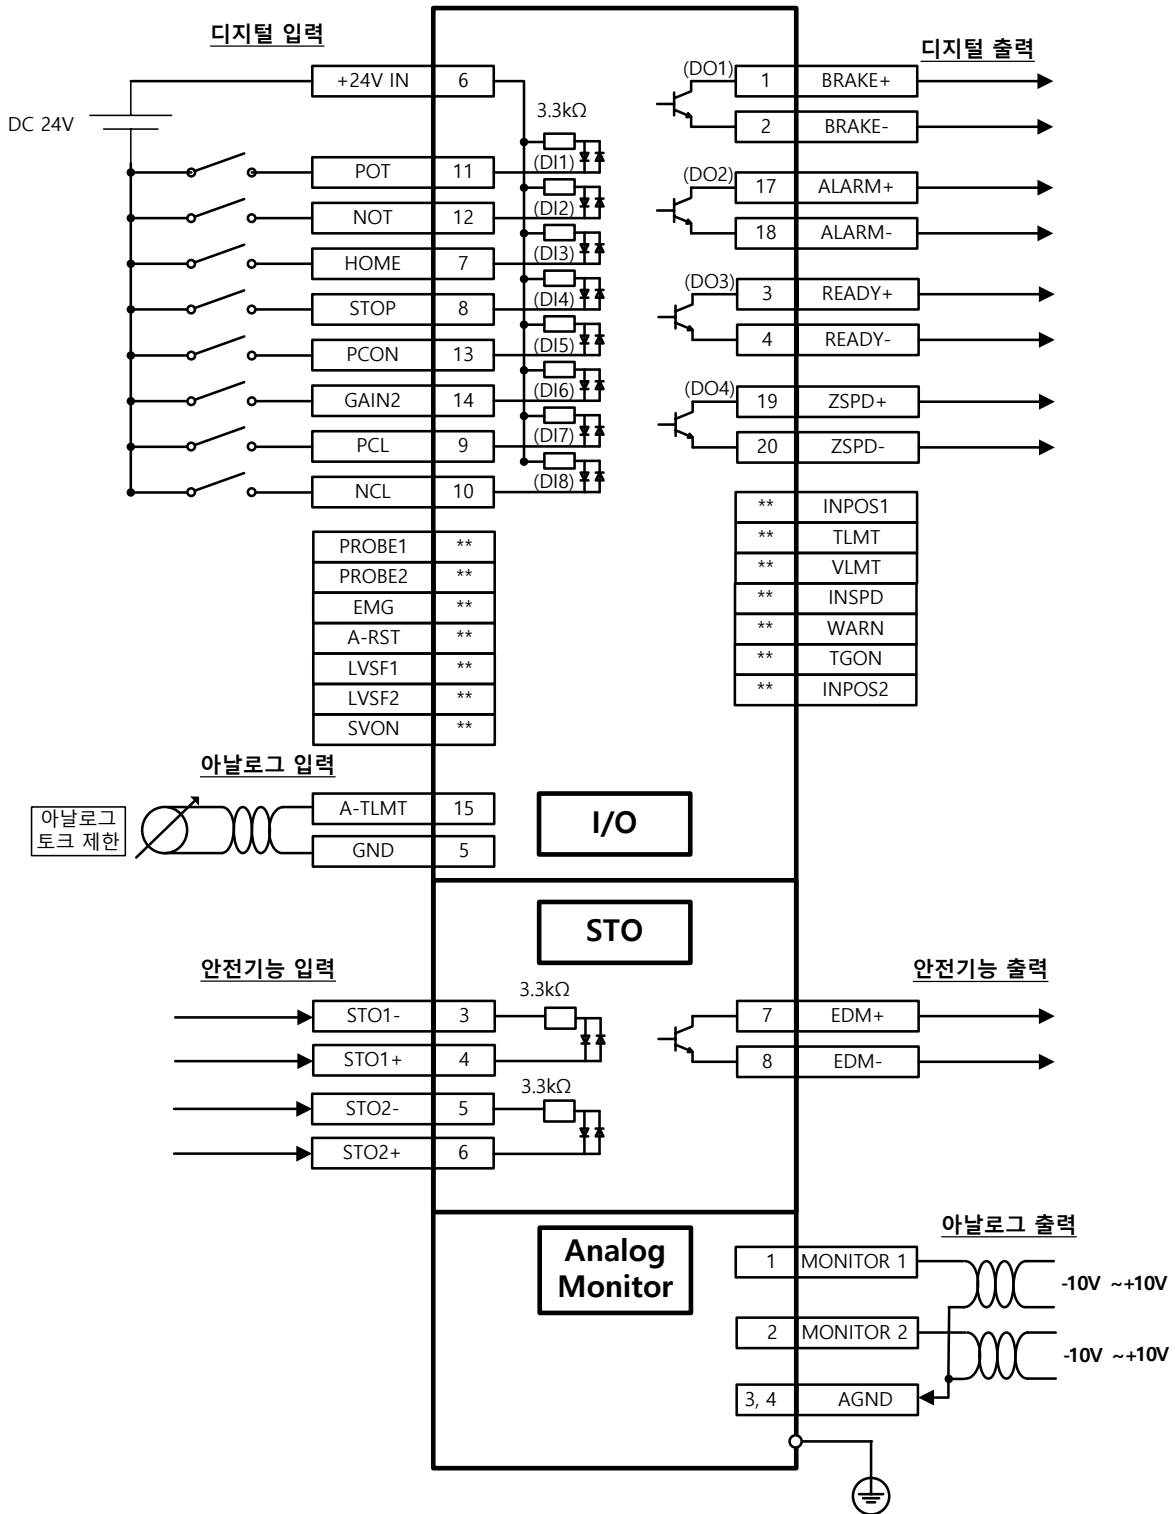 디지털 입력
DC 24V
+24V IN 6
3.3kΩ
(DI1)
POT 11
(DI2)
NOT 12
(DI3)
HOME 7
(DI4)
STOP 8
(DI5)
PCON 13
(DI6)
GAIN2 14
(DI7)
PCL 9
(DI8)
NCL 10
PROBE1 **
PROBE2 **
EMG **
A-RST **
LVSF1 **
LVSF2 **
SVON **
디지털 출력
(DO1)
1 BRAKE+
2 BRAKE-
(DO2)
17 ALARM+
18 ALARM-
(DO3)
3 READY+
4 READY-
(DO4)
19 ZSPD+
20 ZSPD-
** INPOS1
** TLMT
** VLMT
** INSPD
** WARN
** TGON
** INPOS2
아날로그 입력
아날로그
토크 제한
A-TLMT 15
GND 5
I/O
STO
안전기능 입력
3.3kΩ
STO1- 3
STO1+ 4
3.3kΩ
STO2- 5
STO2+ 6
안전기능 출력
7 EDM+
8 EDM-
Analog
Monitor
아날로그 출력
1 MONITOR 1
-10V ~+10V
2 MONITOR 2
-10V ~+10V
3, 4 AGND